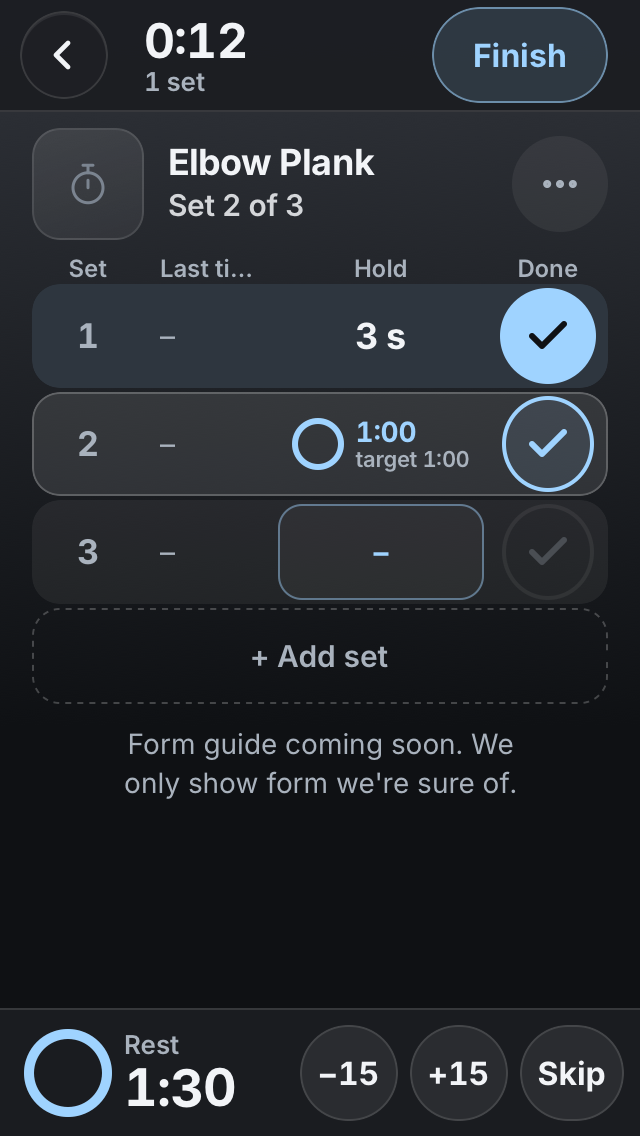 0:12
1 set
Finish
Elbow Plank
Set 2 of 3
Set Last ti... Hold Done
1 – 3 s
2 – 1:00
target 1:00
3 – –
+ Add set
Form guide coming soon. We
only show form we're sure of.
Rest
1:30
–15 +15 Skip